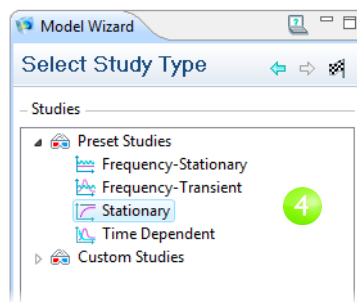 Model Wizard
Select Study Type
Studies
Preset Studies
Frequency-Stationary
Frequency-Transient
Stationary
4
Time Dependent
Custom Studies